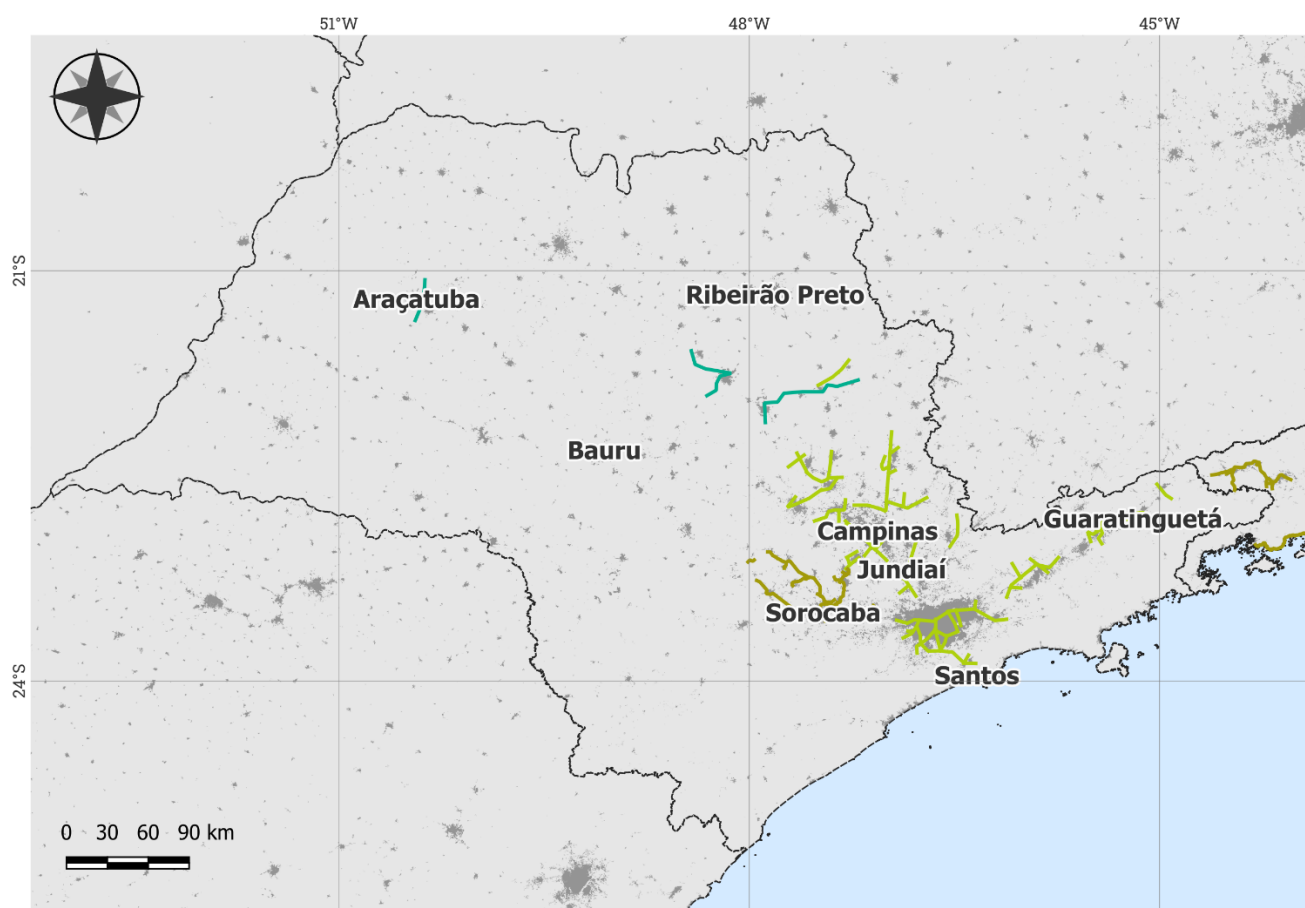 51°W
48°W
45°W
21°S
Araçatuba
Ribeirão Preto
Bauru
Guaratinguetá
Campinas
Jundiaí
Sorocaba
Santos
24°S
0 30 60 90 km